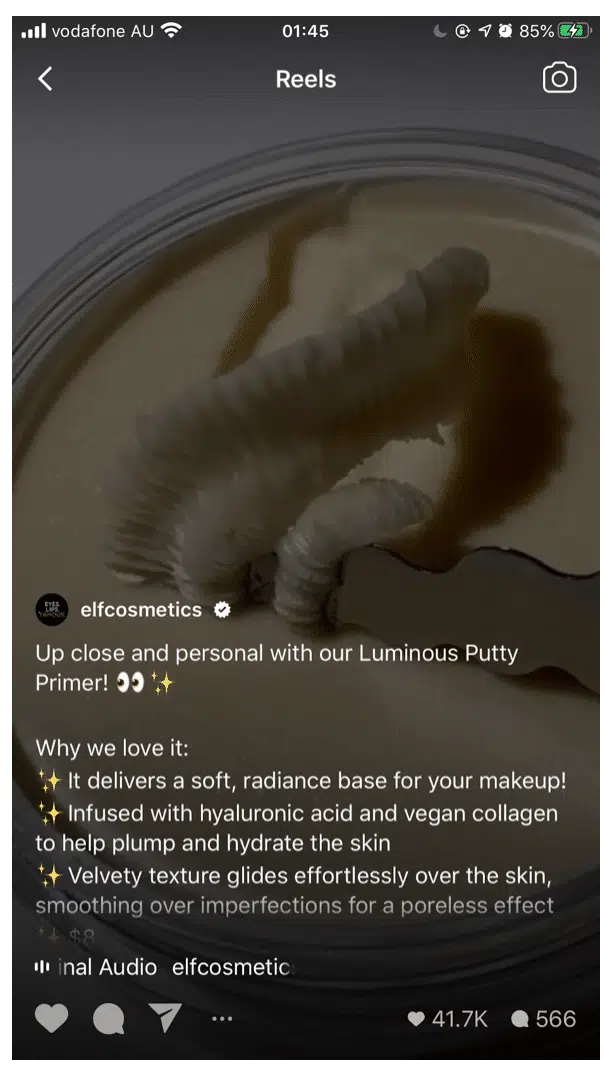 vodafone AU
01:45
85%
Reels
EYES.
LIPS.
elfcosmetics
Up close and personal with our Luminous Putty
Primer! 👀 ✨
Why we love it:
✨ It delivers a soft, radiance base for your makeup!
✨ Infused with hyaluronic acid and vegan collagen
to help plump and hydrate the skin
✨ Velvety texture glides effortlessly over the skin,
smoothing over imperfections for a poreless effect
✨ $8
inal Audio elfcosmetic
41.7K
566